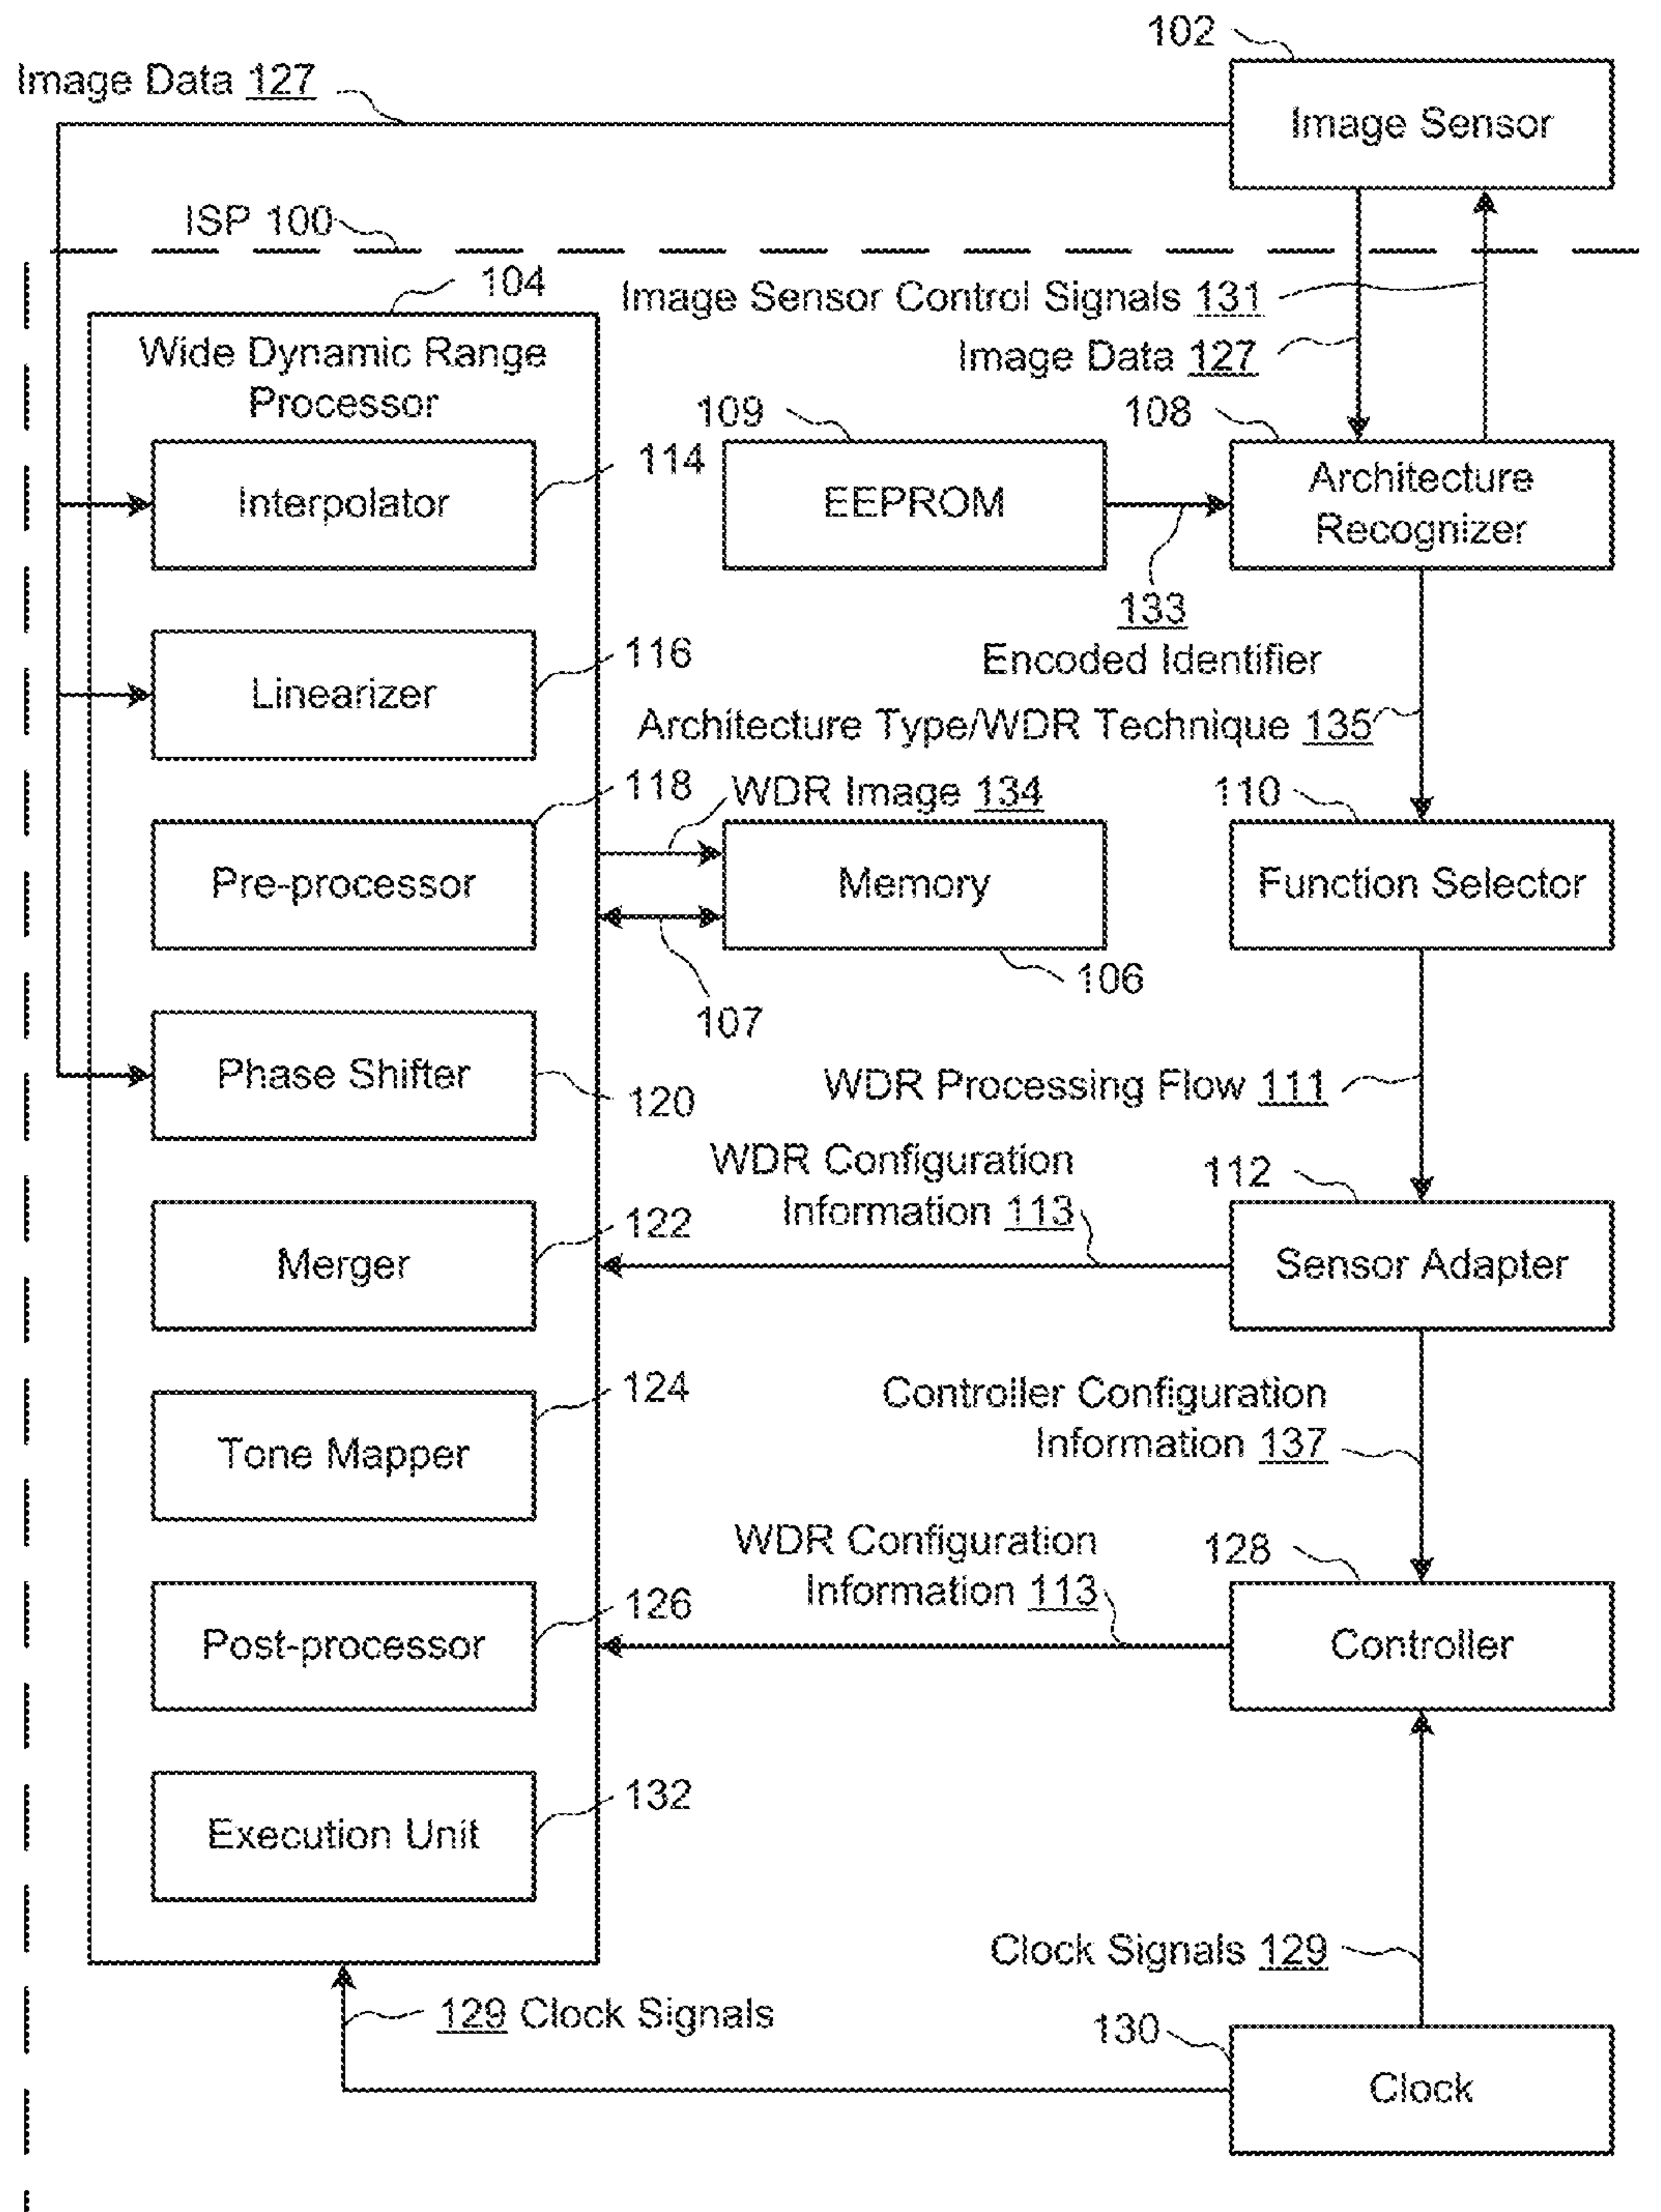 102
Image Data 127
Image Sensor
ISP 100
104
Image Sensor Control Signals 131
Wide Dynamic Range
Processor
Image Data 127
109
108
114
Interpolator
EEPROM
Architecture
Recognizer
133
Encoded Identifier
116
Linearizer
Architecture Type/WDR Technique 135
118
WDR Image 134
110
Pre-processor
Memory
Function Selector
106
107
Phase Shifter
120
WDR Processing Flow 111
WDR Configuration
Information 113
112
122
Merger
Sensor Adapter
124
Controller Configuration
Information 137
Tone Mapper
WDR Configuration
Information 113
128
126
Post-processor
Controller
132
Execution Unit
Clock Signals 129
129 Clock Signals
130
Clock